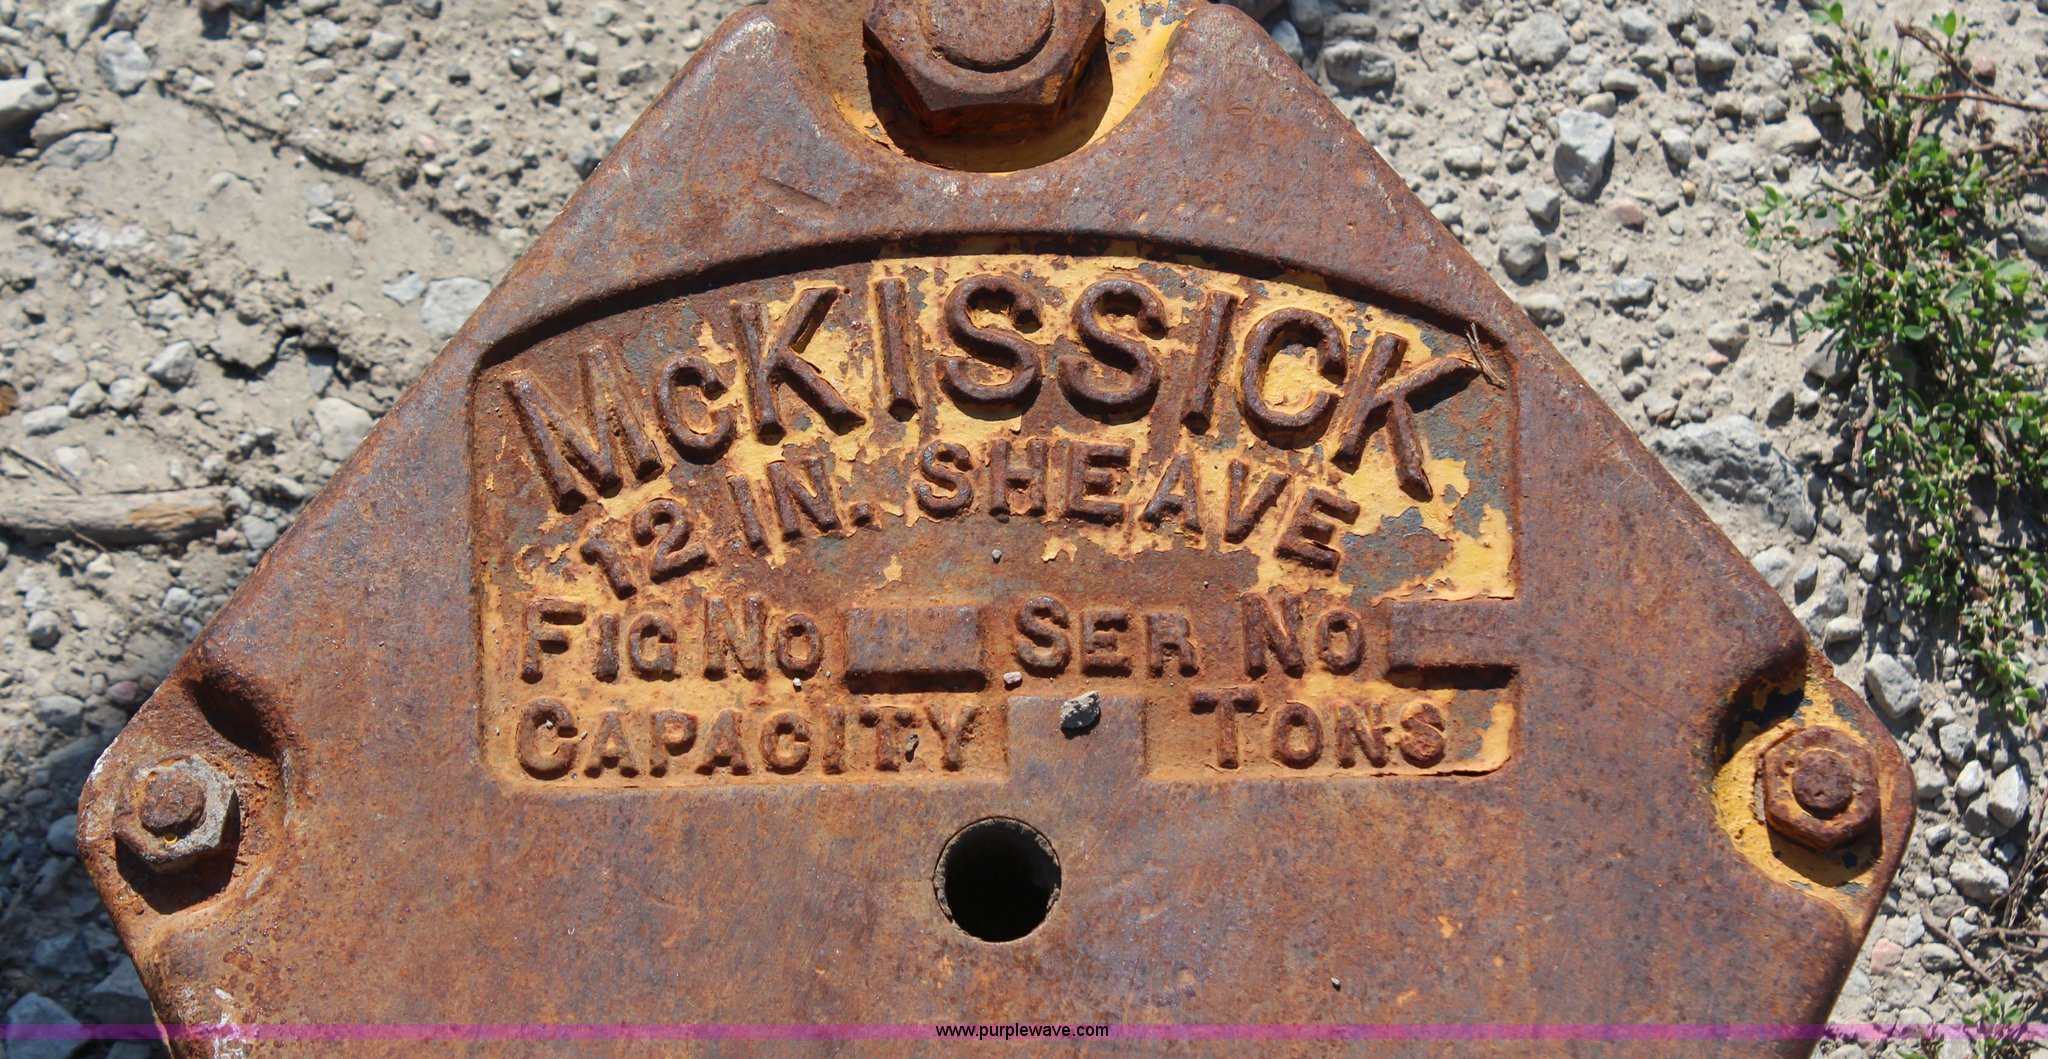 McKISSICK
12 IN. SHEAVE
FIG NO SER NO
CAPACITY TONS
www.purplewave.com